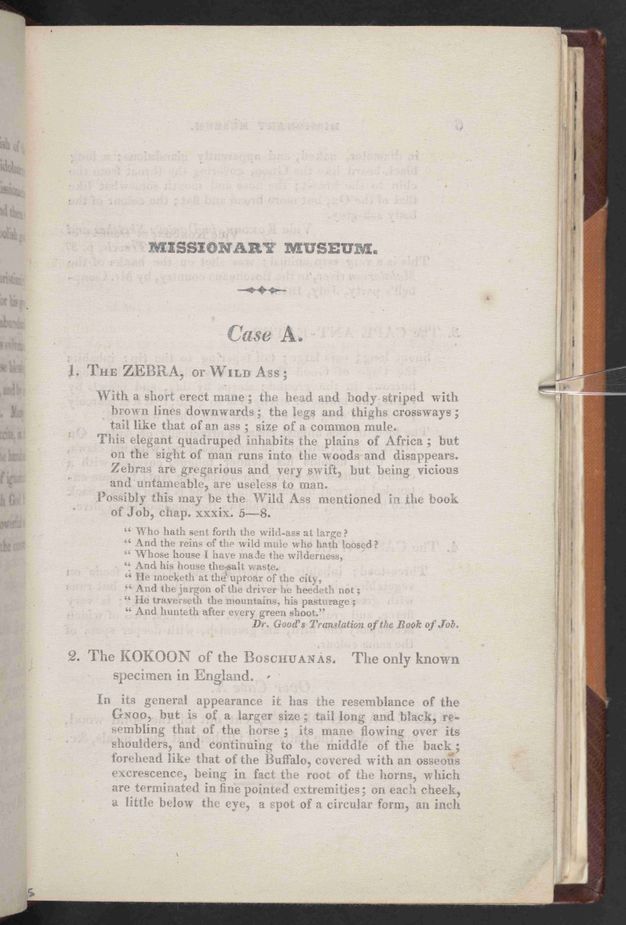 MISSIONARY MUSEUM.
Case A.
1. THE ZEBRA, or WILD ASS;
With a short erect mane; the head and body striped with
brown lines downwards; the legs and thighs crossways;
tail like that of an ass; size of a common mule.
This elegant quadruped inhabits the plains of Africa; but
on the sight of man runs into the woods and disappears.
Zebras are gregarious and very swift, but being vicious
and untameable, are useless to man.
Possibly this may be the Wild Ass mentioned in the book
of Job, chap. xxxix. 5—8.
“ Who hath sent forth the wild-ass at large?
“ And the reins of the wild mule who hath loosed?
“ Whose house I have made the wilderness,
“ And his house the salt waste.
“ He mocketh at the uproar of the city,
“ And the jargon of the driver he heedeth not;
“ He traverseth the mountains, his pasturage;
“ And hunteth after every green shoot.”
Dr. Good's Translation of the Book of Job.
2. The KOKOON of the BOSCHUANAS. The only known
specimen in England.
In its general appearance it has the resemblance of the
GNOO, but is of a larger size; tail long and black, re-
sembling that of the horse; its mane flowing over its
shoulders, and continuing to the middle of the back;
forehead like that of the Buffalo, covered with an osseous
excrescence, being in fact the root of the horns, which
are terminated in fine pointed extremities; on each cheek,
a little below the eye, a spot of a circular form, an inch